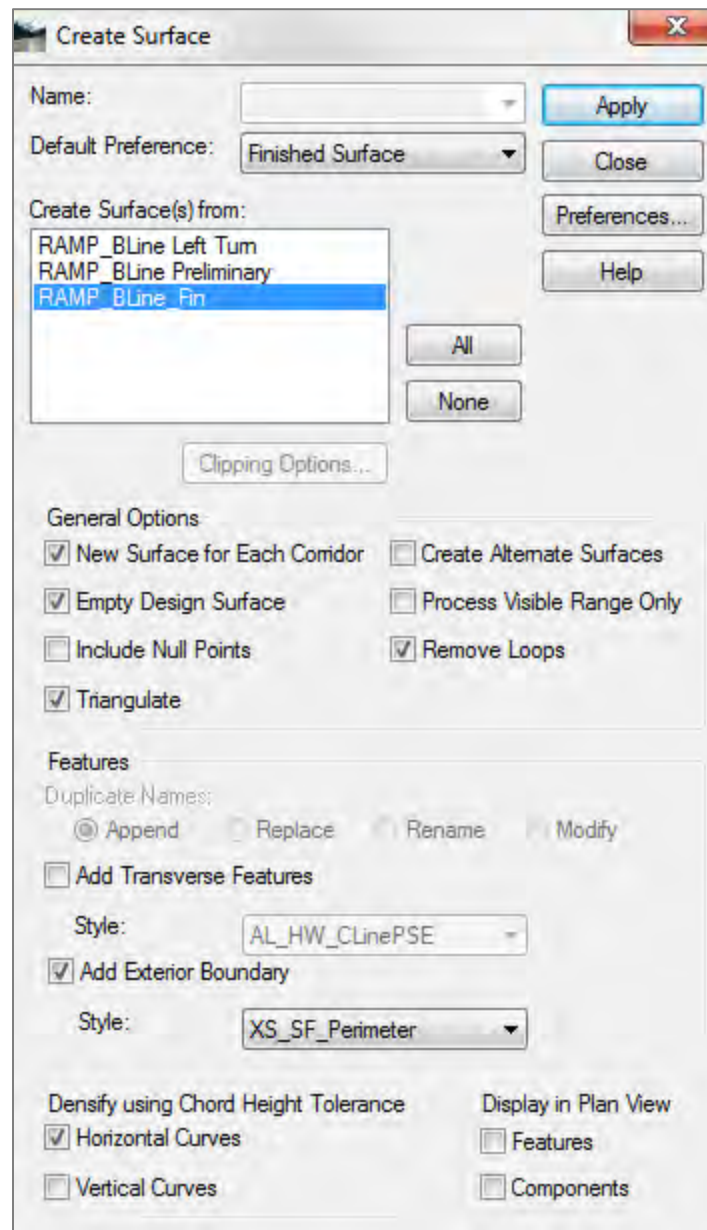 Create Surface
Name:
Apply
Default Preference:
Finished Surface
Close
Create Surface(s) from:
Preferences...
RAMP_BLine Left Turn
RAMP_BLine Preliminary
Help
RAMP_BLine_Fin
All
None
Clipping Options...
General Options
New Surface for Each Corridor
Create Alternate Surfaces
Empty Design Surface
Process Visible Range Only
Include Null Points
Remove Loops
Triangulate
Features
Duplicate Names:
Append Replace Rename Modify
Add Transverse Features
Style:
AL_HW_CLinePSE
Add Exterior Boundary
Style:
XS_SF_Perimeter
Densify using Chord Height Tolerance
Display in Plan View
Horizontal Curves
Features
Vertical Curves
Components